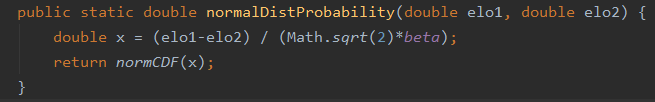 public static double normalDistProbability(double elo1, double elo2) {
    double x = (elo1-elo2) / (Math.sqrt(2)*beta);
    return normCDF(x);
}